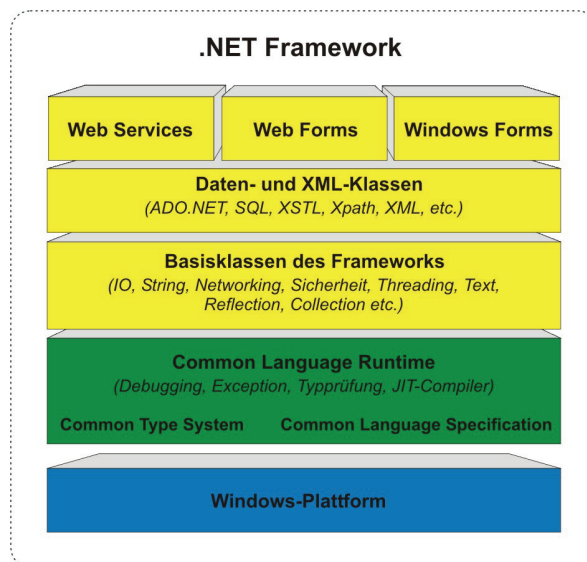 .NET Framework
Web Services
Web Forms
Windows Forms
Daten- und XML-Klassen
(ADO.NET, SQL, XSTL, Xpath, XML, etc.)
Basisklassen des Frameworks
(IO, String, Networking, Sicherheit, Threading, Text,
Reflection, Collection etc.)
Common Language Runtime
(Debugging, Exception, Typprüfung, JIT-Compiler)
Common Type System
Common Language Specification
Windows-Plattform